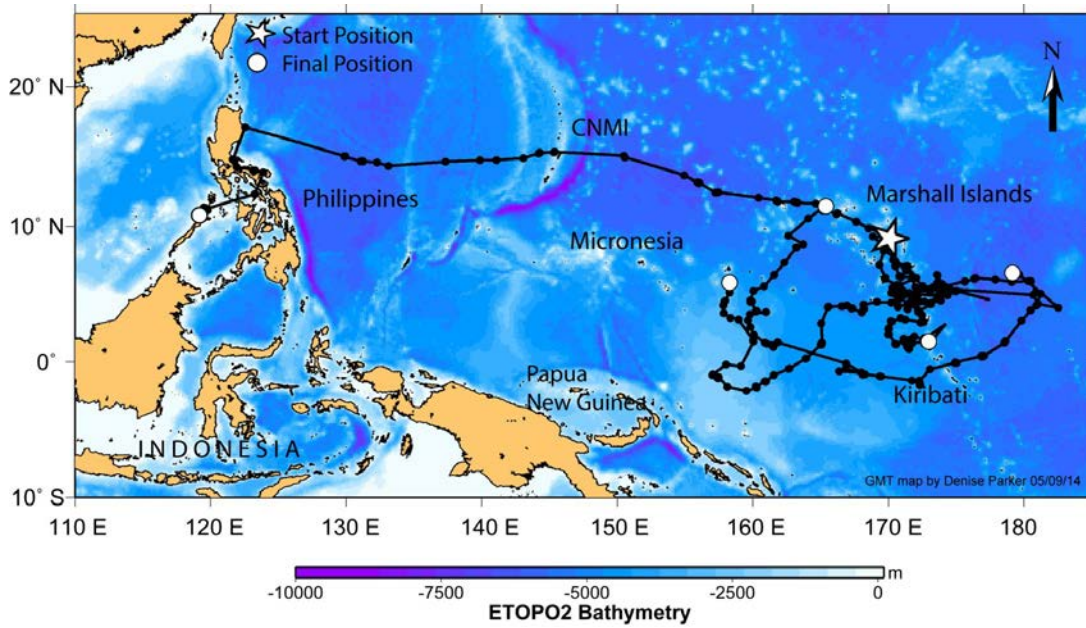 Start Position
Final Position
N
20° N
10° N
0°
10° S
CNMI
Marshall Islands
Philippines
Micronesia
Papua
New Guinea
Kiribati
INDONESIA
GMT map by Denise Parker 05/09/14
110 E
120 E
130 E
140 E
150 E
160 E
170 E
180
-10000
-7500
-5000
-2500
0
m
ETOPO2 Bathymetry